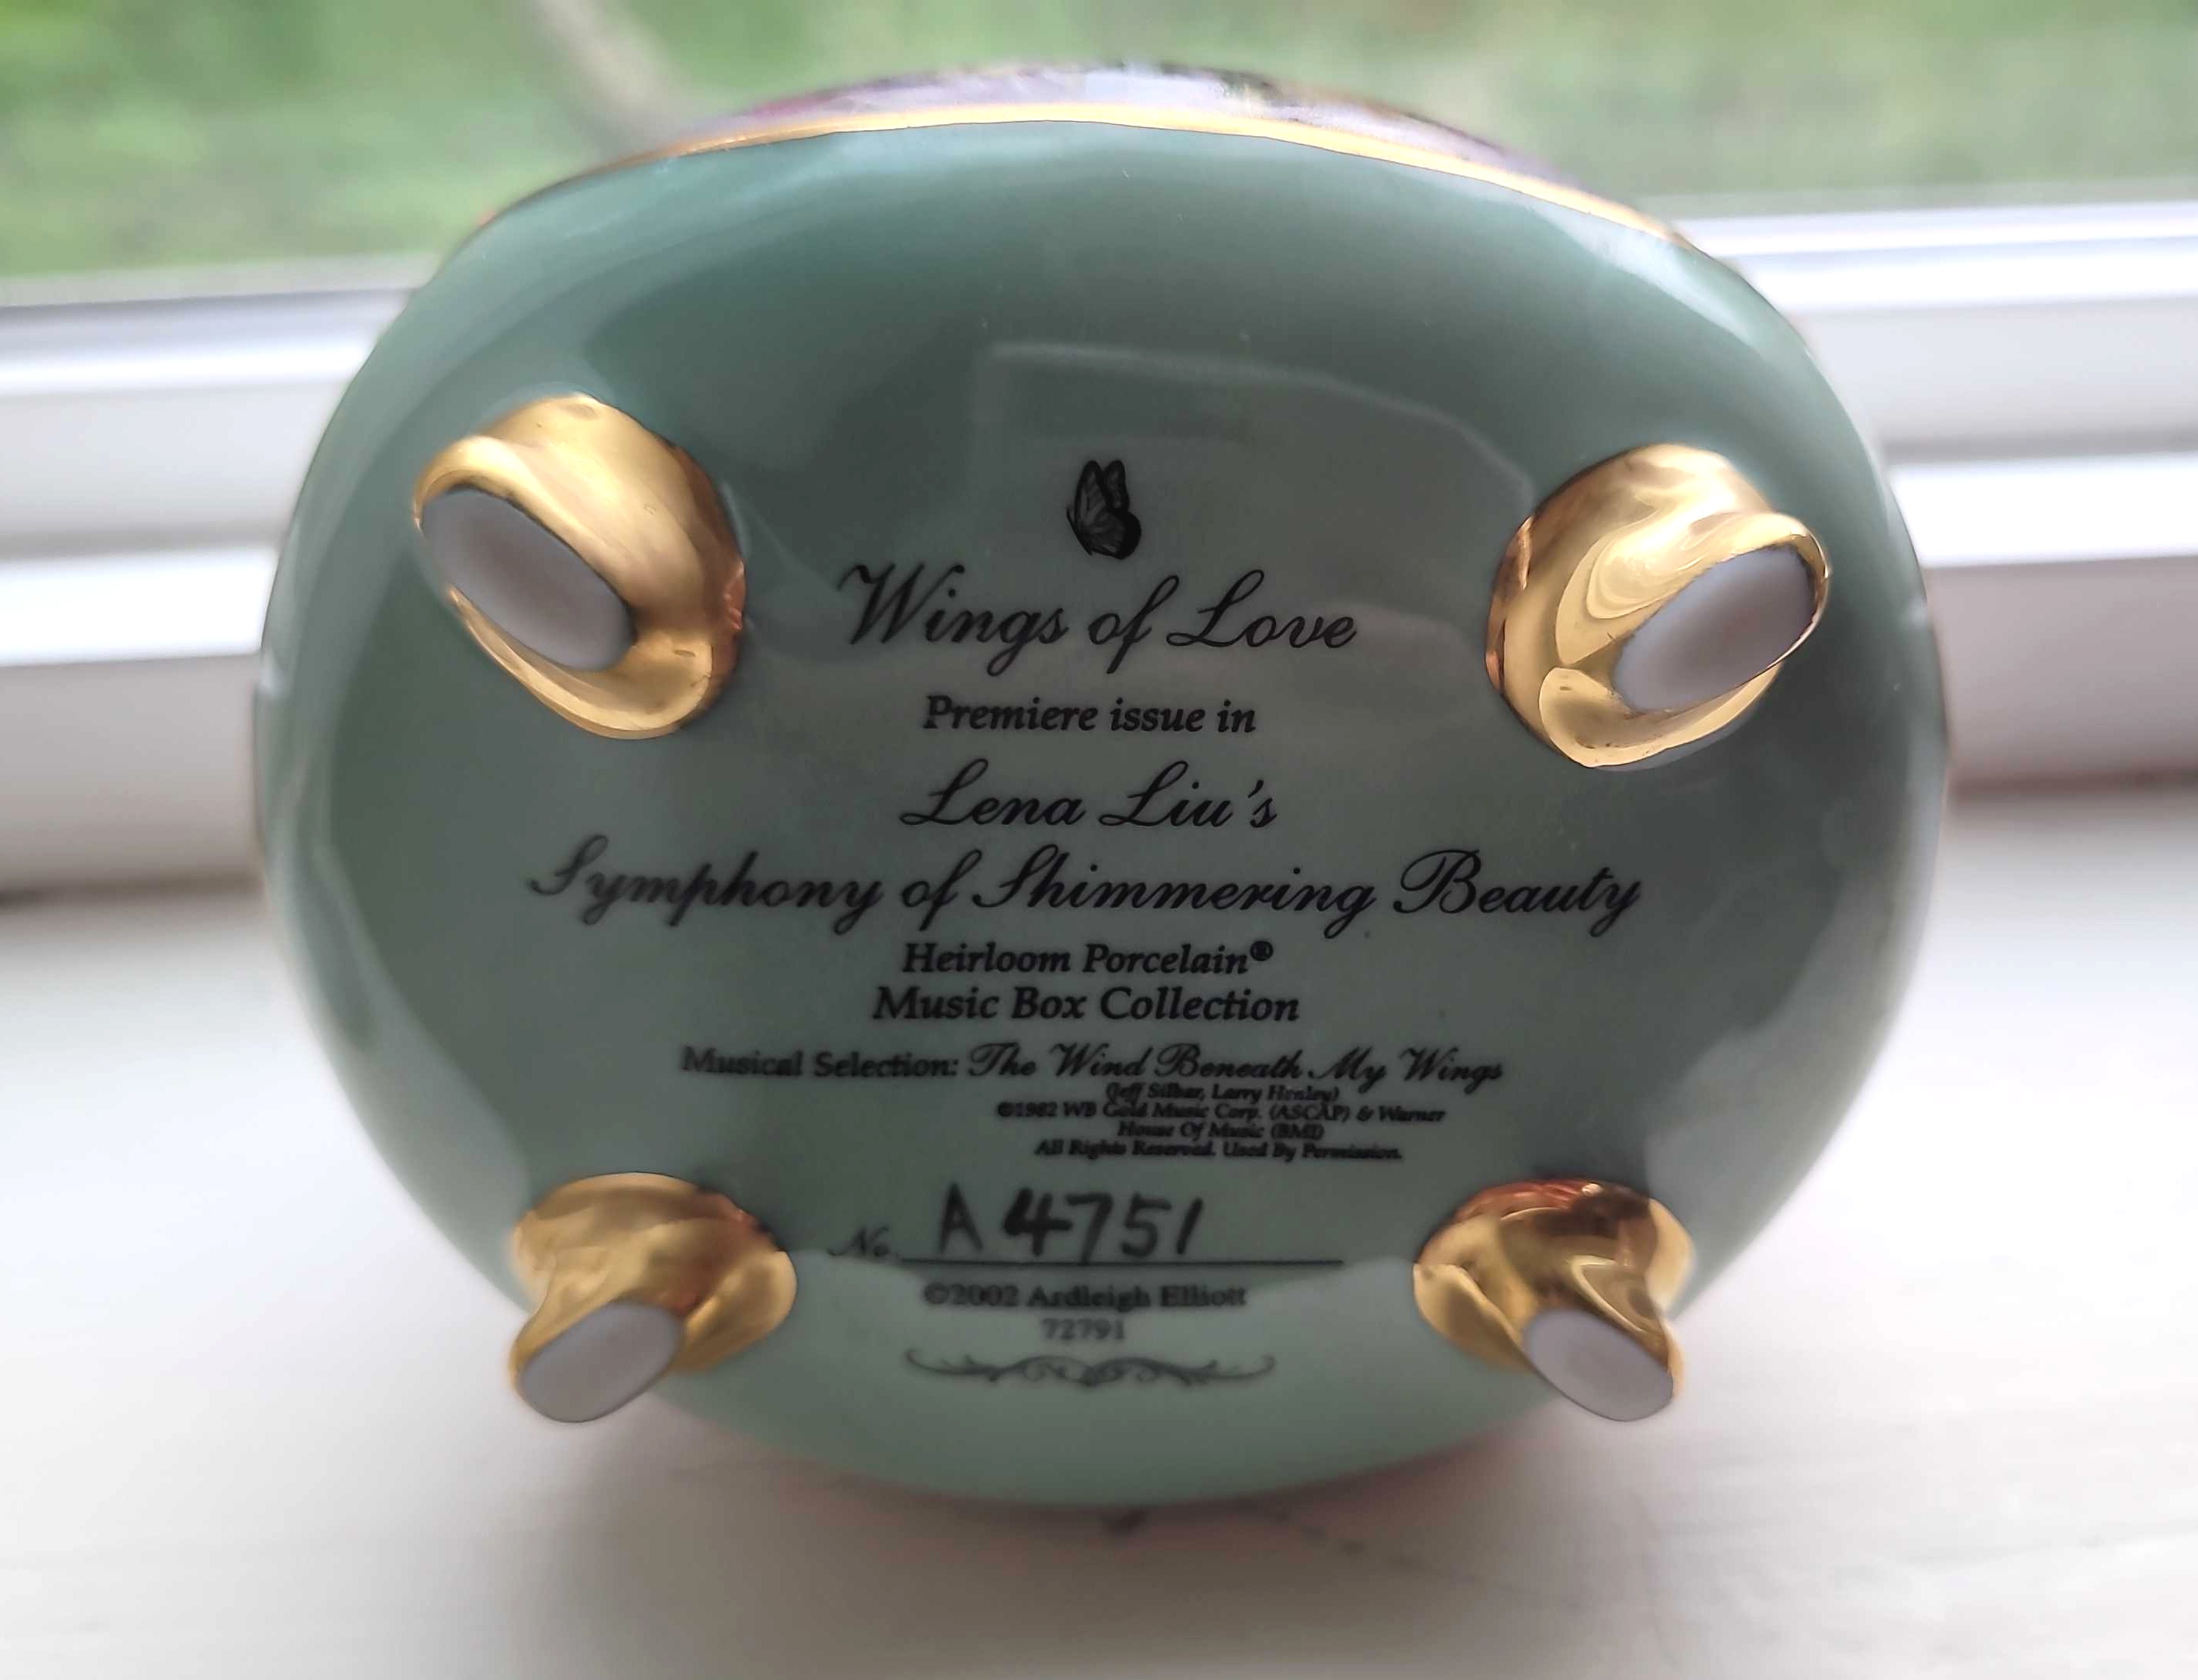 Wings of Love
Premiere issue in
Lena Liu's
Symphony of Shimmering Beauty
Heirloom Porcelain®
Music Box Collection
Musical Selection: The Wind Beneath My Wings
(Jeff Silbar, Larry Henley)
©1982 WB Gold Music Corp. (ASCAP) & Warner
House Of Music (BMI)
All Rights Reserved. Used By Permission.
No. A4751
©2002 Ardleigh Elliott
72791